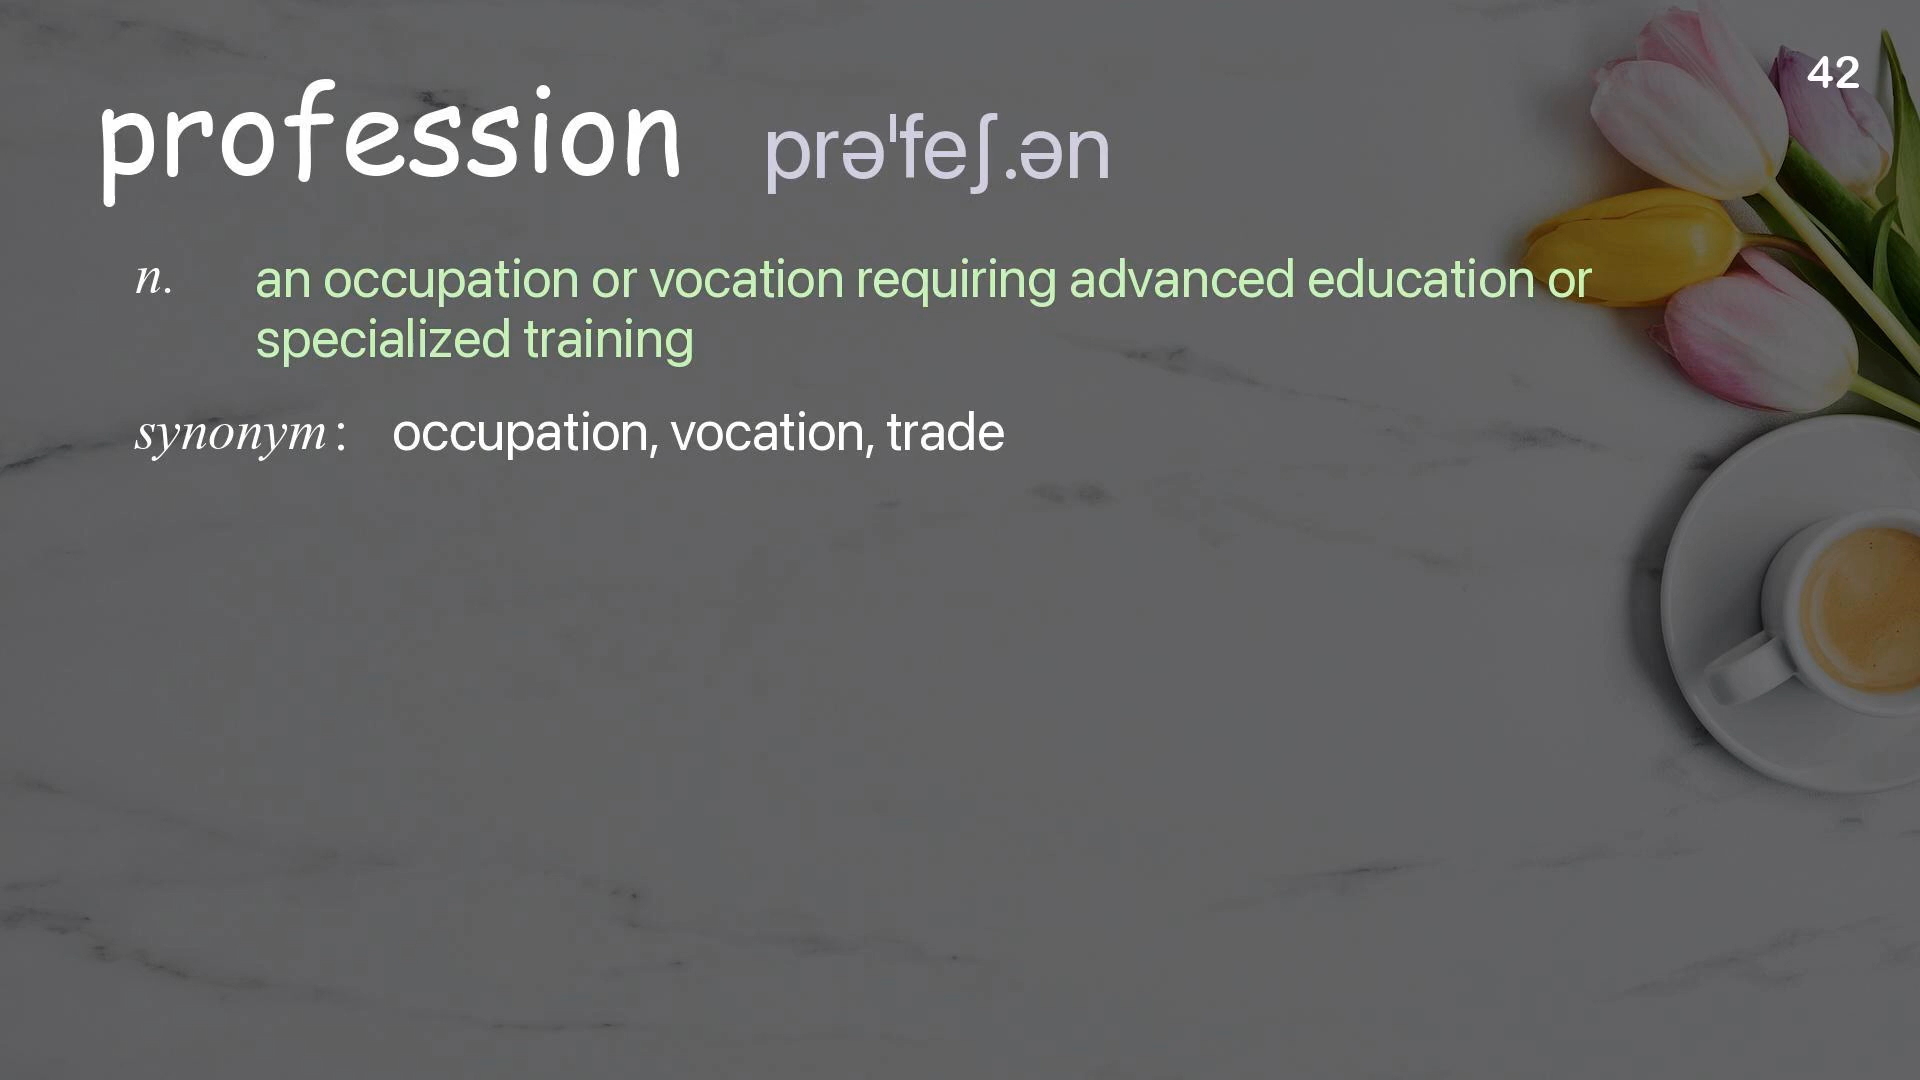 42
profession prəˈfeʃ.ən
n. an occupation or vocation requiring advanced education or
specialized training
synonym: occupation, vocation, trade